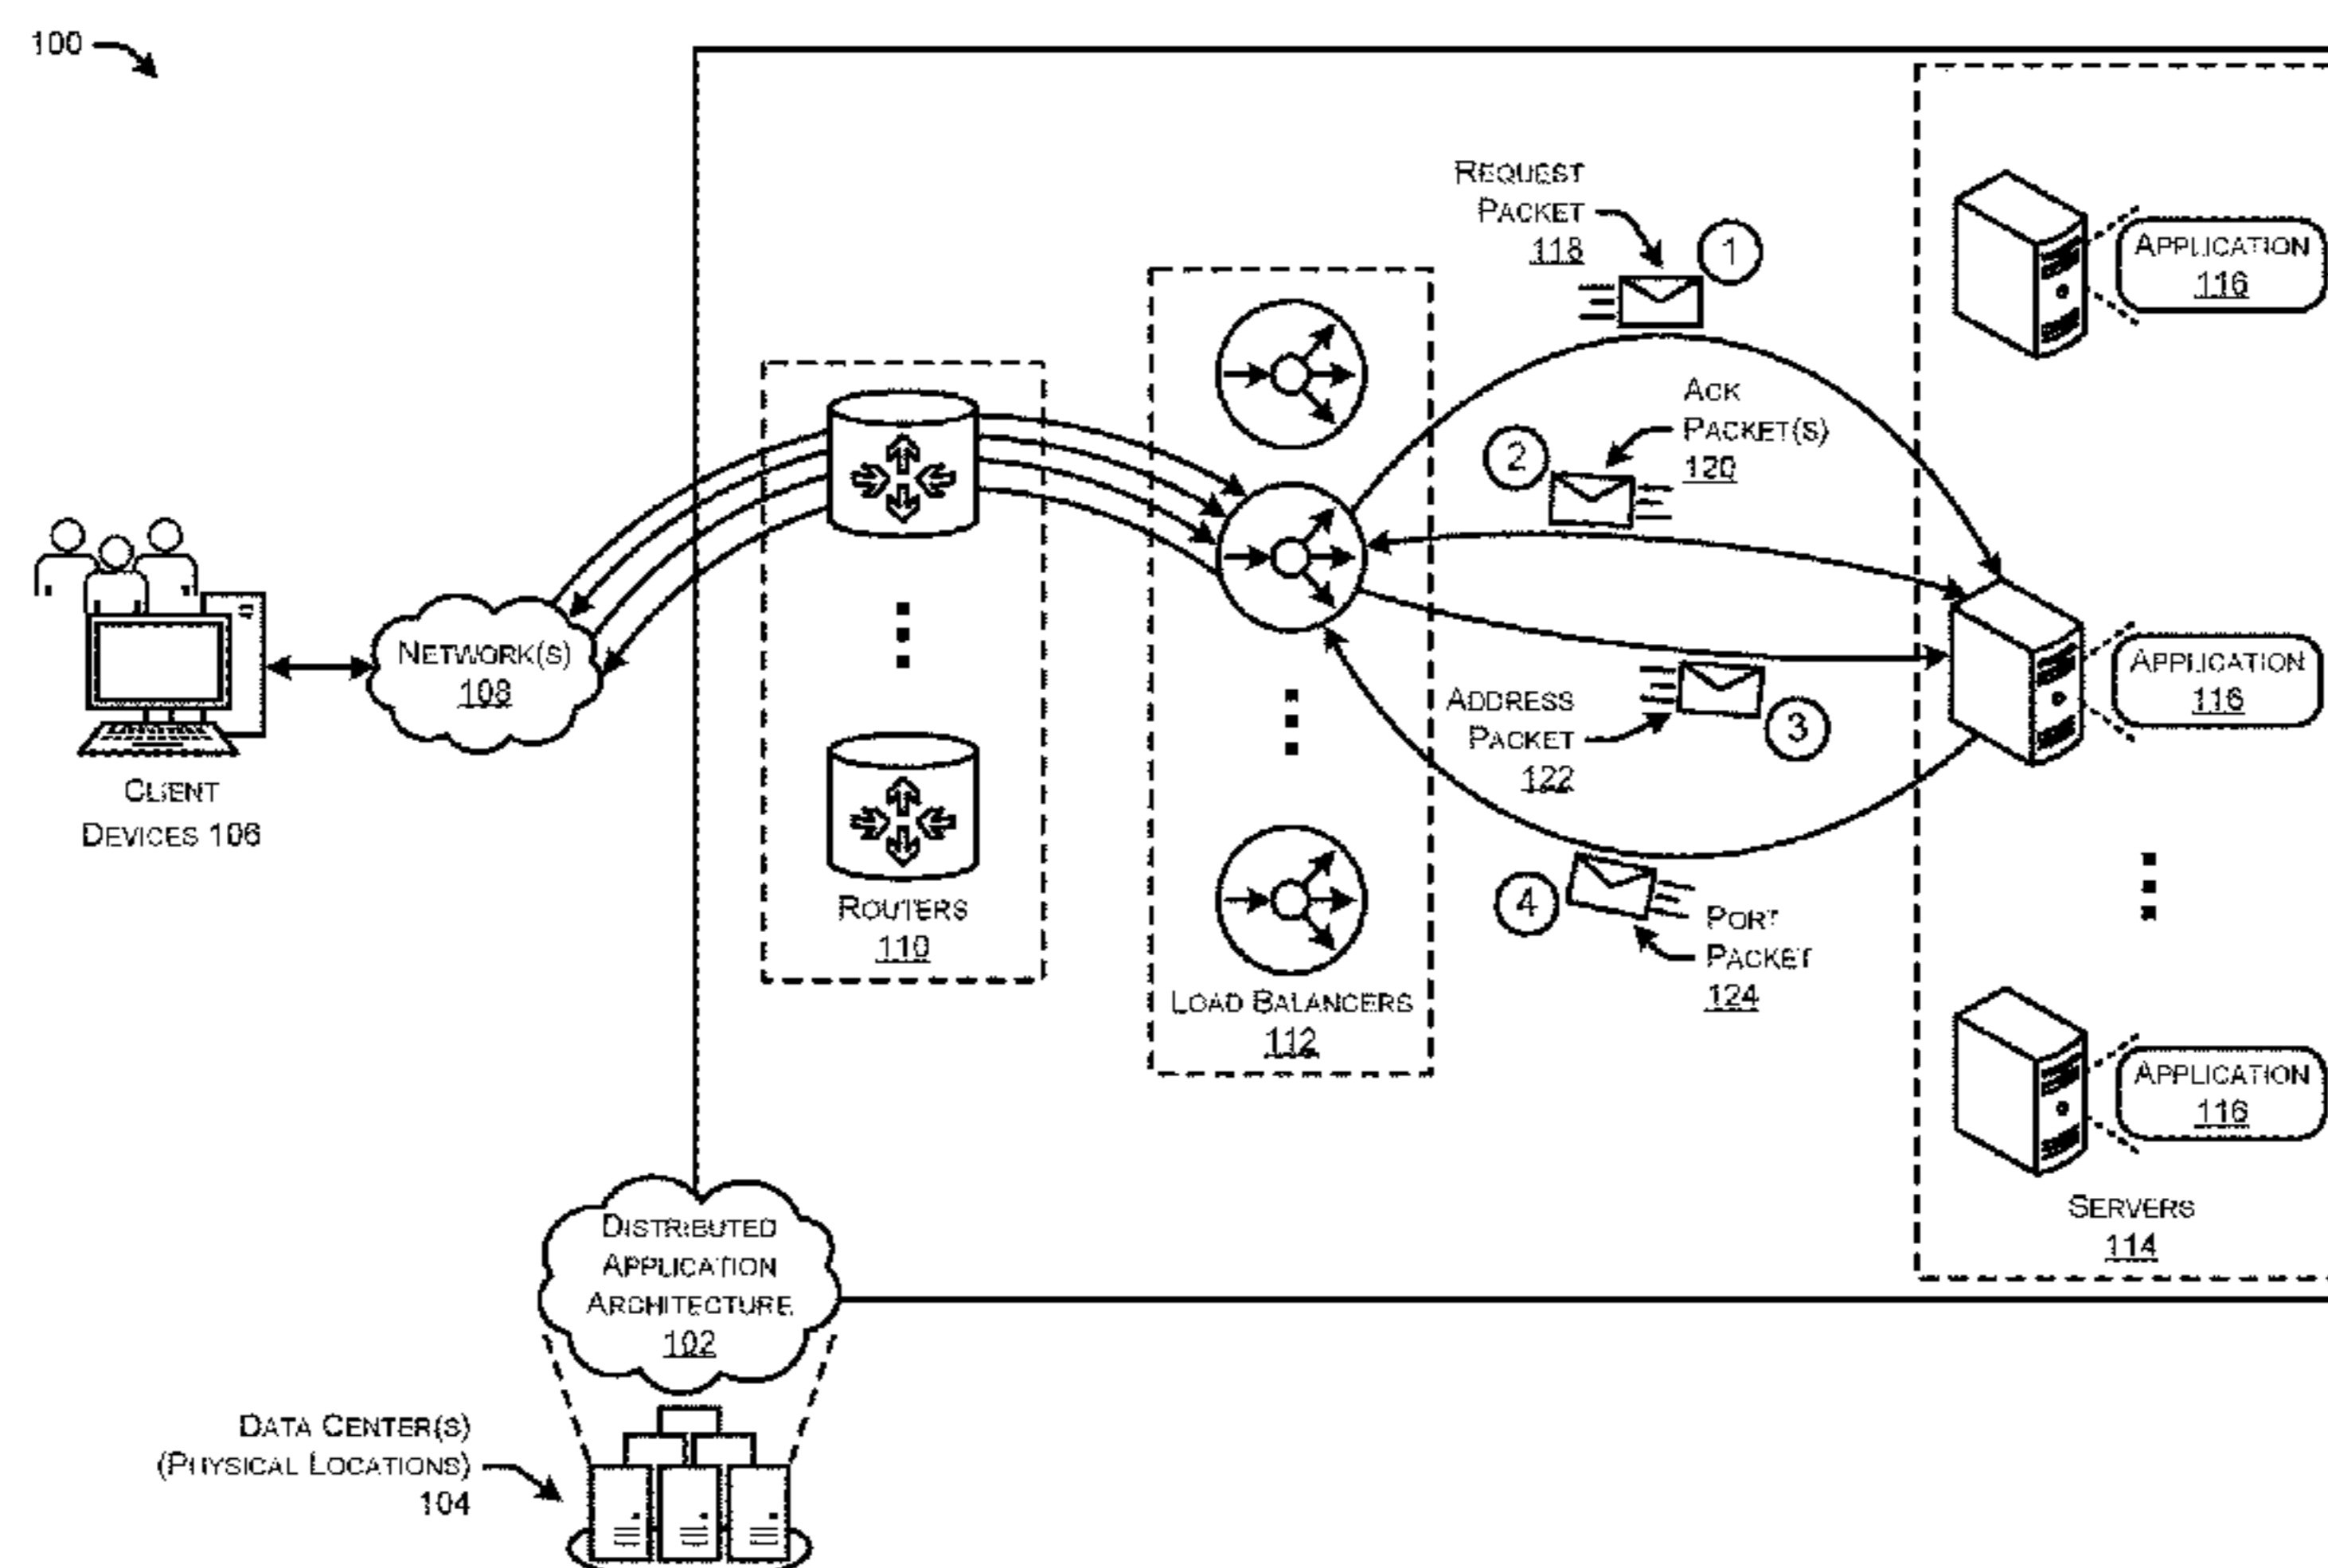 100
REQUEST
PACKET
118
1
APPLICATION
116
ACK
PACKET(S)
120
2
NETWORK(S)
108
CLIENT
DEVICES 106
ROUTERS
110
LOAD BALANCERS
112
ADDRESS
PACKET
122
3
APPLICATION
116
4
PORT
PACKET
124
APPLICATION
116
SERVERS
114
DISTRIBUTED
APPLICATION
ARCHITECTURE
102
DATA CENTER(S)
(PHYSICAL LOCATIONS)
104